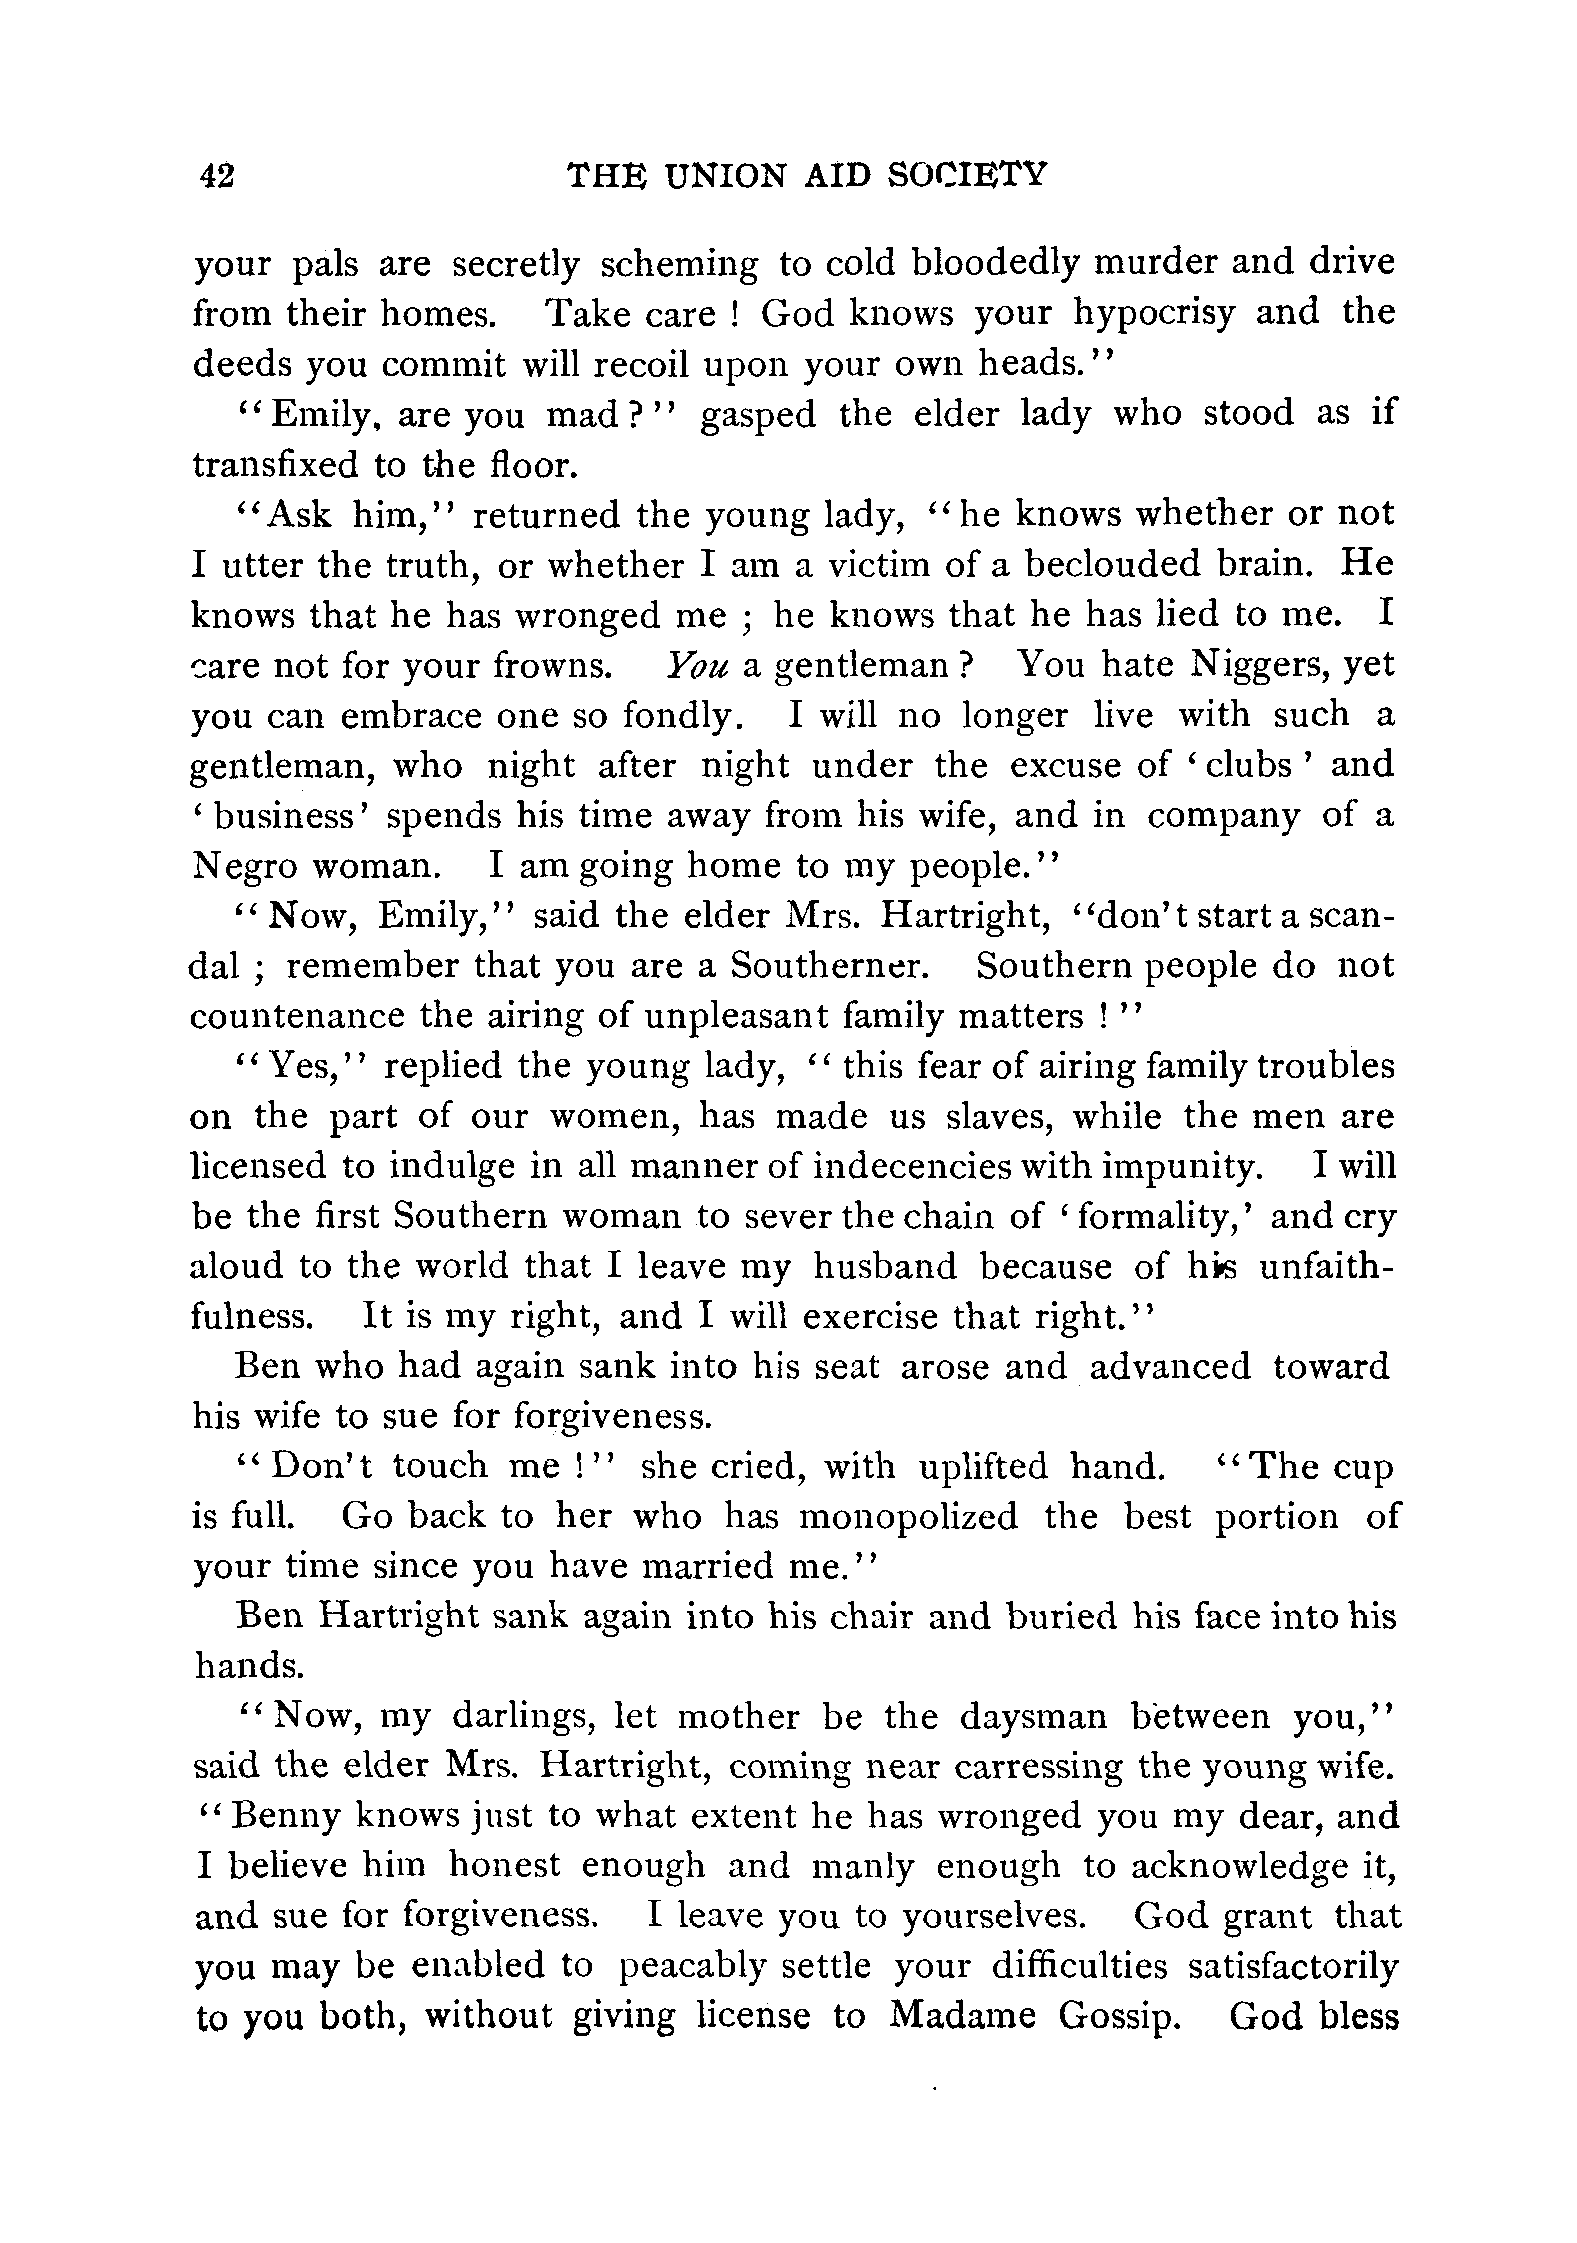 42 THE UNION AID SOCIETY
your pals are secretly scheming to cold bloodedly murder and drive
from their homes. Take care ! God knows your hypocrisy and the
deeds you commit will recoil upon your own heads."
"Emily, are you mad ?" gasped the elder lady who stood as if
transfixed to the floor.
"Ask him," returned the young lady, "he knows whether or not
I utter the truth, or whether I am a victim of a beclouded brain. He
knows that he has wronged me ; he knows that he has lied to me. I
care not for your frowns. You a gentleman ? You hate Niggers, yet
you can embrace one so fondly. I will no longer live with such a
gentleman, who night after night under the excuse of 'clubs' and
'business' spends his time away from his wife, and in company of a
Negro woman. I am going home to my people."
"Now, Emily," said the elder Mrs. Hartright, "don't start a scan-
dal ; remember that you are a Southerner. Southern people do not
countenance the airing of unpleasant family matters !"
"Yes," replied the young lady, "this fear of airing family troubles
on the part of our women, has made us slaves, while the men are
licensed to indulge in all manner of indecencies with impunity. I will
be the first Southern woman to sever the chain of 'formality,' and cry
aloud to the world that I leave my husband because of his unfaith-
fulness. It is my right, and I will exercise that right."
Ben who had again sank into his seat arose and advanced toward
his wife to sue for forgiveness.
"Don't touch me !" she cried, with uplifted hand. "The cup
is full. Go back to her who has monopolized the best portion of
your time since you have married me."
Ben Hartright sank again into his chair and buried his face into his
hands.
"Now, my darlings, let mother be the daysman between you,"
said the elder Mrs. Hartright, coming near carressing the young wife.
"Benny knows just to what extent he has wronged you my dear, and
I believe him honest enough and manly enough to acknowledge it,
and sue for forgiveness. I leave you to yourselves. God grant that
you may be enabled to peacably settle your difficulties satisfactorily
to you both, without giving license to Madame Gossip. God bless